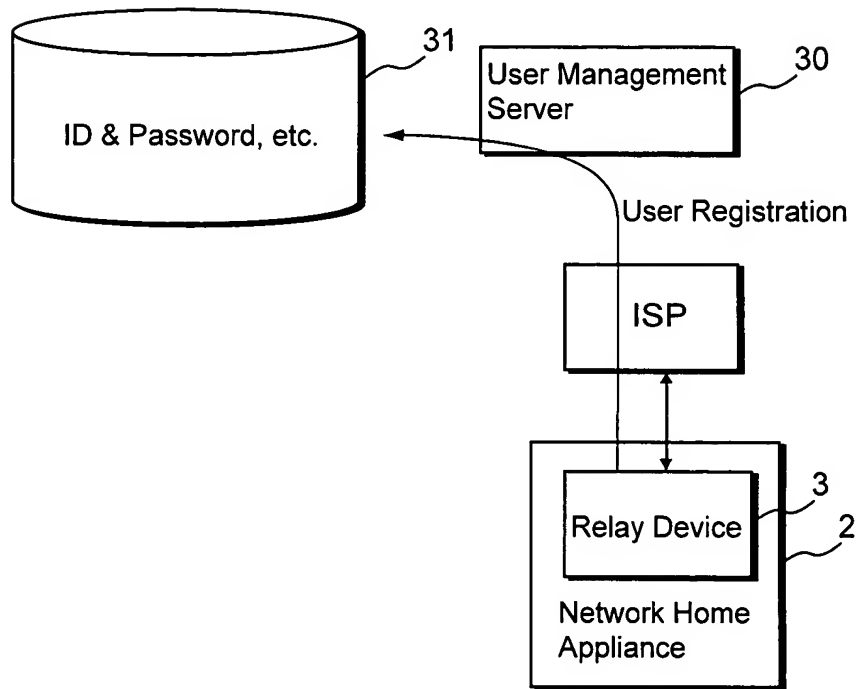 31
30
User Management
Server
ID & Password, etc.
User Registration
ISP
3
Relay Device
2
Network Home
Appliance